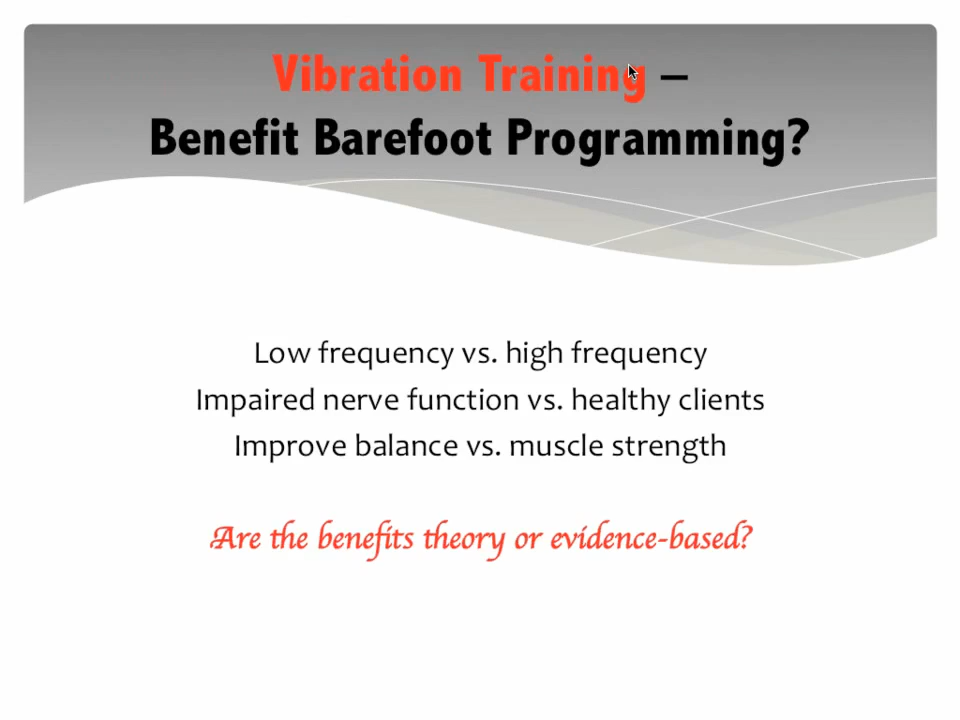 Vibration Training –
Benefit Barefoot Programming?
Low frequency vs. high frequency
Impaired nerve function vs. healthy clients
Improve balance vs. muscle strength
Are the benefits theory or evidence-based?